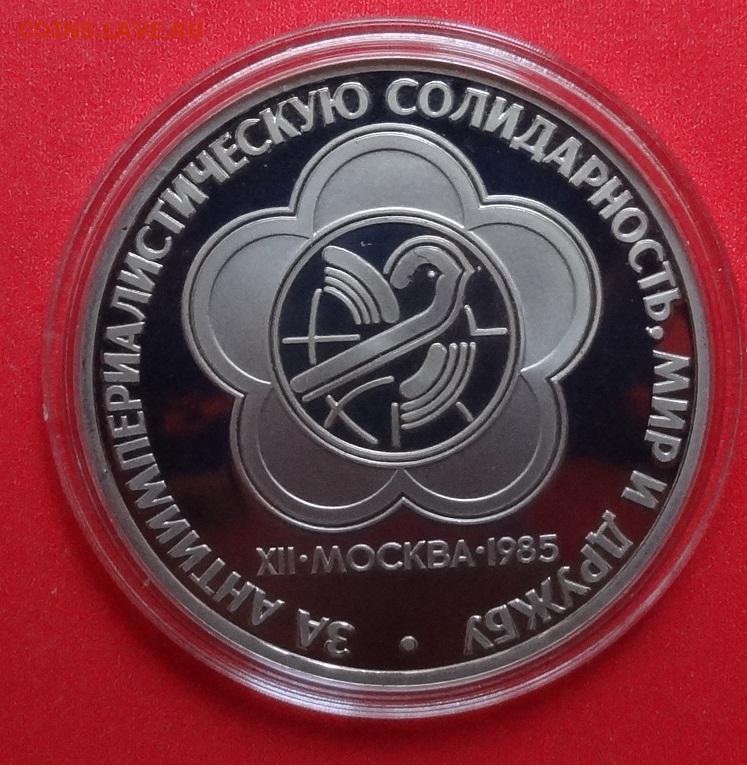 COINS.LAVE.RU
ЗА АНТИИМПЕРИАЛИСТИЧЕСКУЮ СОЛИДАРНОСТЬ, МИР И ДРУЖБУ •
XII•МОСКВА•1985